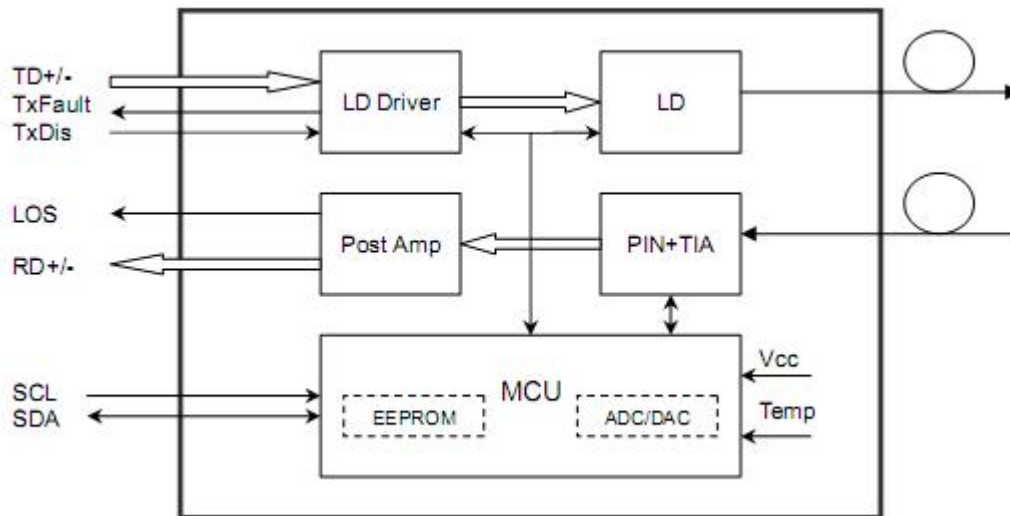 TD+/-
TxFault
TxDis
LD Driver
LD
LOS
RD+/-
Post Amp
PIN+TIA
SCL
SDA
MCU
EEPROM
ADC/DAC
Vcc
Temp